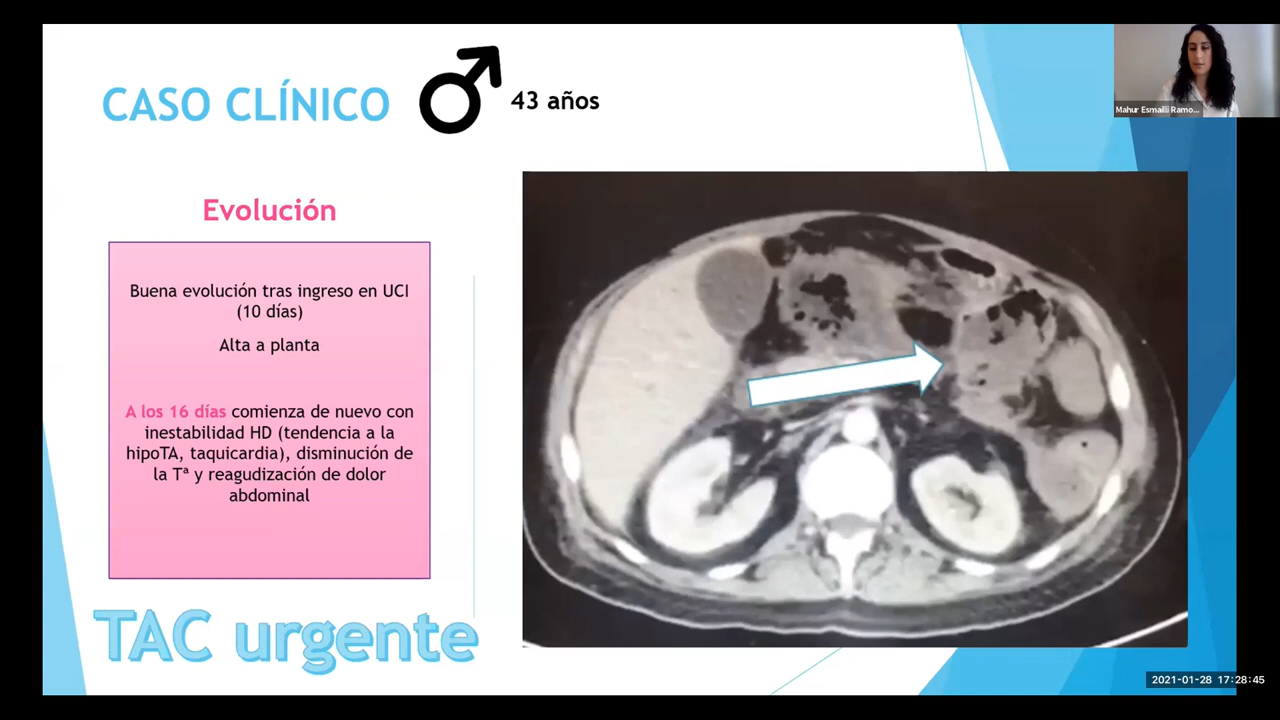 CASO CLÍNICO
43 años
Mahur Esmailli Ramo...
Evolución
Buena evolución tras ingreso en UCI
(10 días)
Alta a planta
A los 16 días comienza de nuevo con
inestabilidad HD (tendencia a la
hipoTA, taquicardia), disminución de
la Tª y reagudización de dolor
abdominal
TAC urgente
2021-01-28 17:28:45